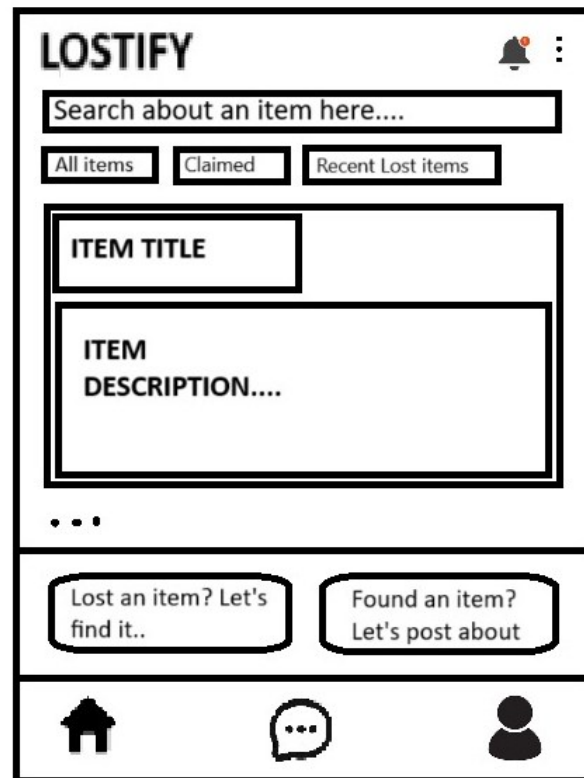 LOSTIFY
Search about an item here....
All items
Claimed
Recent Lost items
ITEM TITLE
ITEM
DESCRIPTION....
Lost an item? Let's
find it..
Found an item?
Let's post about